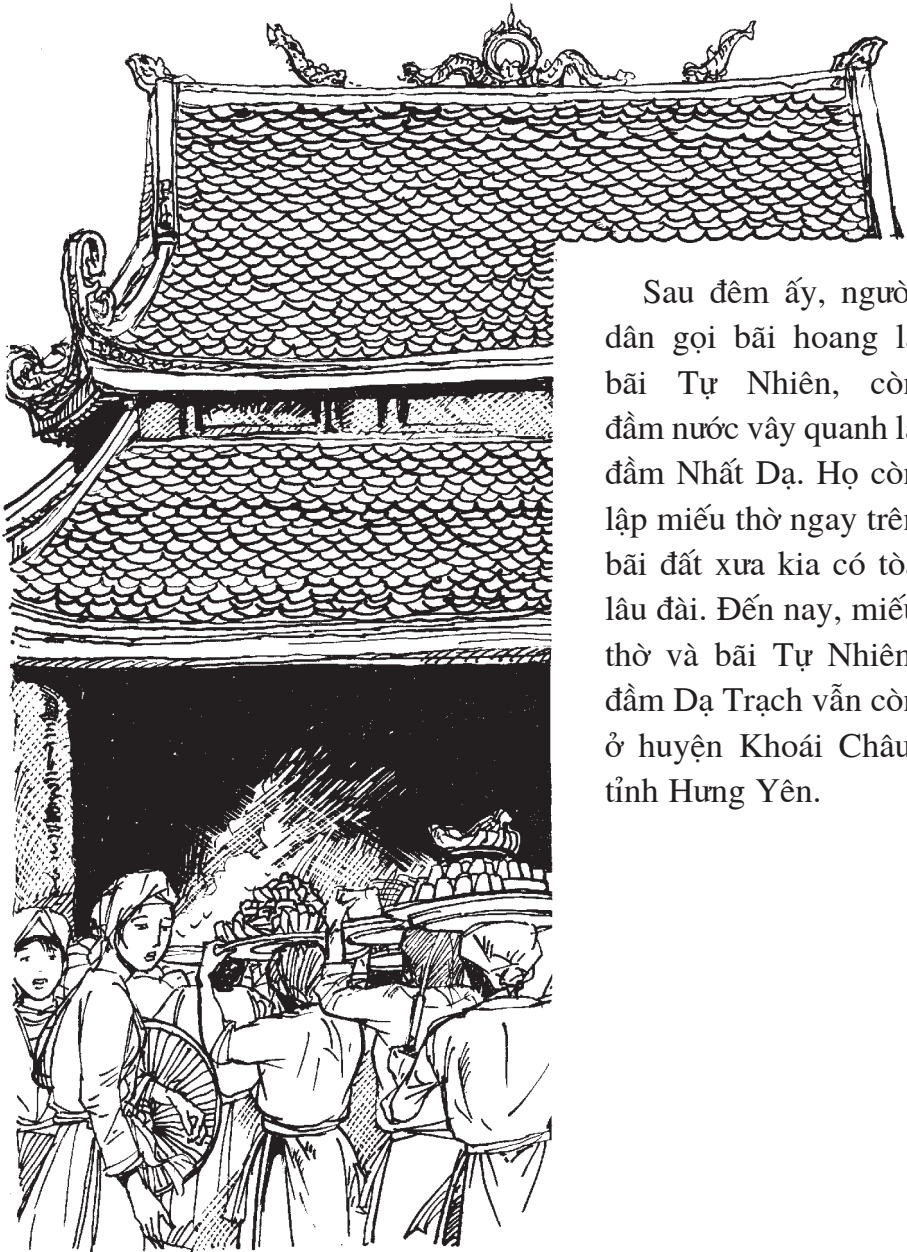 Sau đêm ấy, người
dân gọi bãi hoang là
bãi Tự Nhiên, còn
đầm nước vây quanh là
đầm Nhất Dạ. Họ còn
lập miếu thờ ngay trên
bãi đất xưa kia có tòa
lâu đài. Đến nay, miếu
thờ và bãi Tự Nhiên
đầm Dạ Trạch vẫn còn
ở huyện Khoái Châu
tỉnh Hưng Yên.